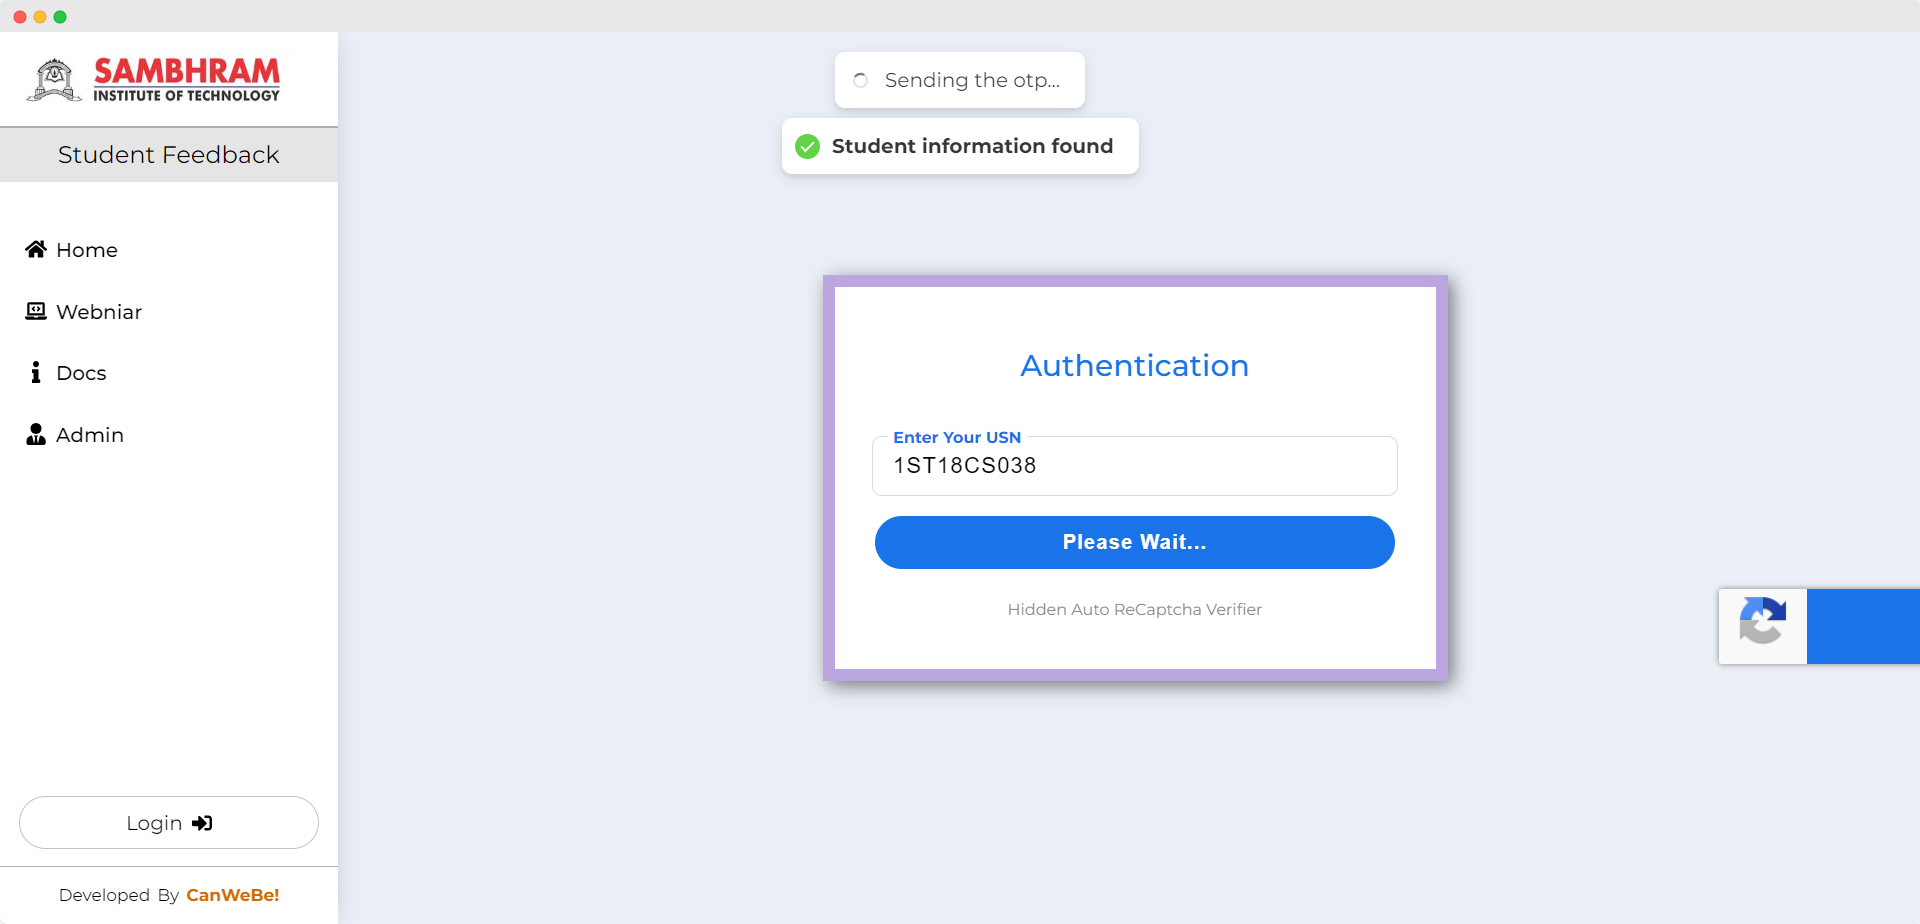 SAMBHRAM
INSTITUTE OF TECHNOLOGY
Student Feedback
Home
Webniar
Docs
Admin
Login
Developed By CanWeBe!
Sending the otp...
Student information found
Authentication
Enter Your USN
1ST18CS038
Please Wait...
Hidden Auto ReCaptcha Verifier